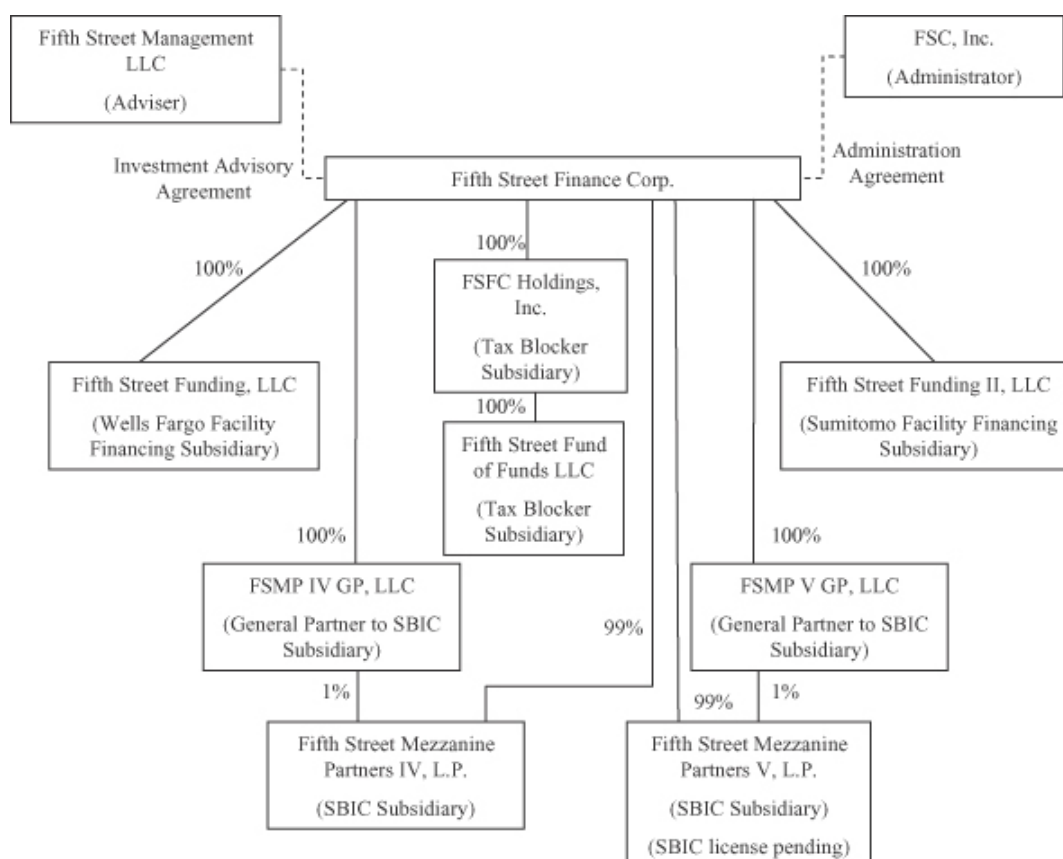 Fifth Street Management
LLC
(Adviser)
FSC, Inc.
(Administrator)
Investment Advisory
Agreement
Administration
Agreement
Fifth Street Finance Corp.
100%
100%
100%
FSFC Holdings,
Inc.
(Tax Blocker
Subsidiary)
Fifth Street Funding, LLC
(Wells Fargo Facility
Financing Subsidiary)
Fifth Street Funding II, LLC
(Sumitomo Facility Financing
Subsidiary)
100%
Fifth Street Fund
of Funds LLC
(Tax Blocker
Subsidiary)
100%
100%
FSMP IV GP, LLC
(General Partner to SBIC
Subsidiary)
99%
FSMP V GP, LLC
(General Partner to SBIC
Subsidiary)
1%
99%
1%
Fifth Street Mezzanine
Partners IV, L.P.
(SBIC Subsidiary)
Fifth Street Mezzanine
Partners V, L.P.
(SBIC Subsidiary)
(SBIC license pending)